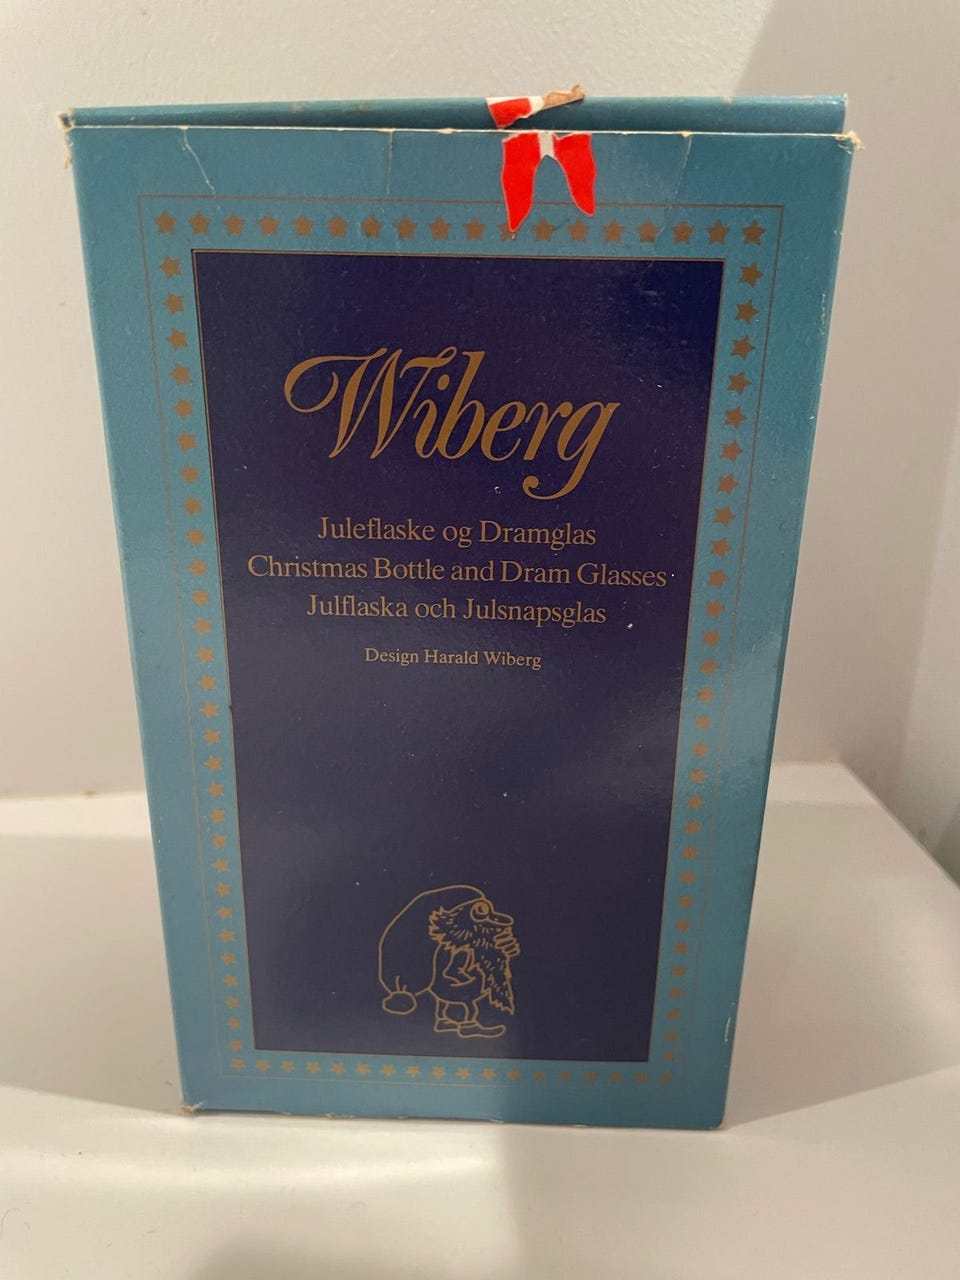 Wiberg
Juleflaske og Dramglas
Christmas Bottle and Dram Glasses
Julflaska och Julsnapsglas
Design Harald Wiberg